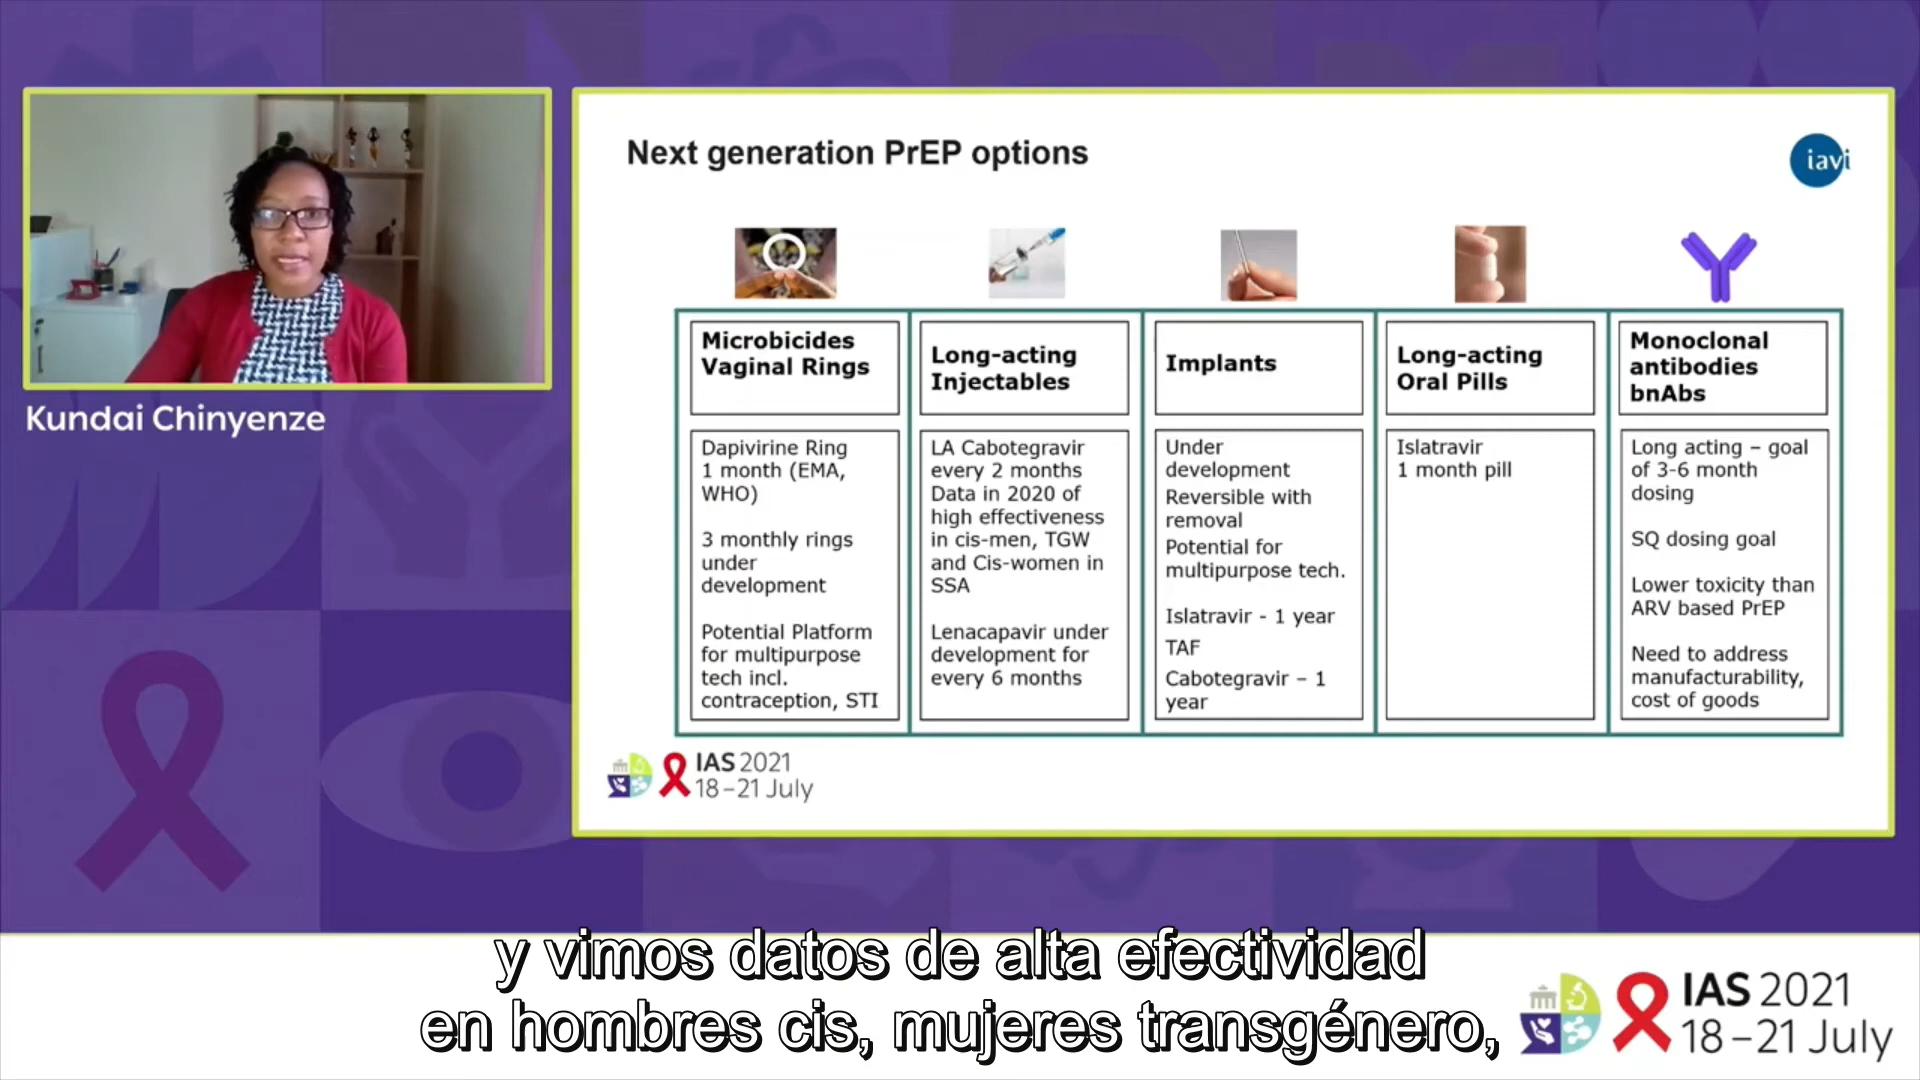 Kundai Chinyenze
Next generation PrEP options
iavi
Microbicides
Vaginal Rings
Dapivirine Ring
1 month (EMA,
WHO)
3 monthly rings
under
development
Potential Platform
for multipurpose
tech incl.
contraception, STI
Long-acting
Injectables
LA Cabotegravir
every 2 months
Data in 2020 of
high effectiveness
in cis-men, TGW
and Cis-women in
SSA
Lenacapavir under
development for
every 6 months
Implants
Under
development
Reversible with
removal
Potential for
multipurpose tech.
Islatravir - 1 year
TAF
Cabotegravir – 1
year
Long-acting
Oral Pills
Islatravir
1 month pill
Monoclonal
antibodies
bnAbs
Long acting – goal
of 3-6 month
dosing
SQ dosing goal
Lower toxicity than
ARV based PrEP
Need to address
manufacturability,
cost of goods
IAS 2021
18–21 July
y vimos datos de alta efectividad
en hombres cis, mujeres transgénero,
IAS 2021
18–21 July